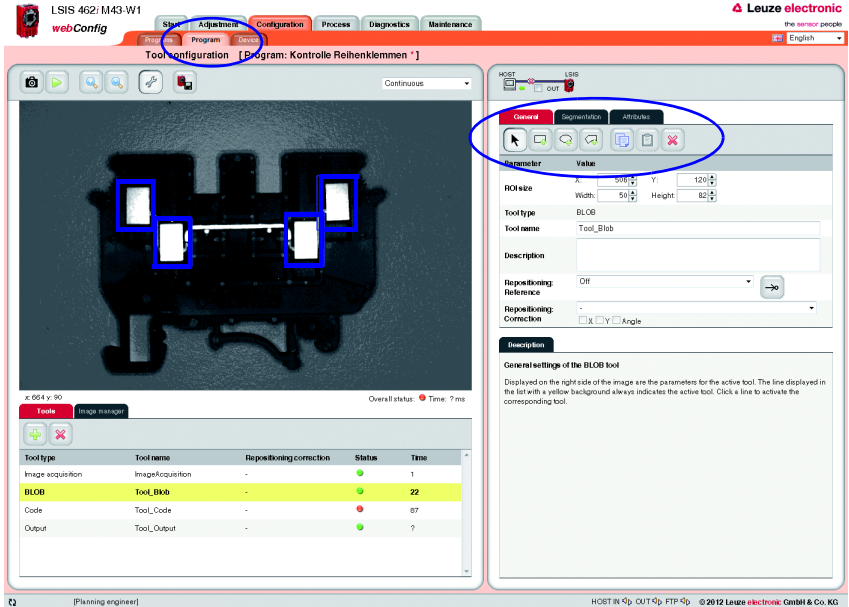 LSIS 462i M43-W1
webConfig
Leuze electronic
the sensor people
English
Start Adjustment Configuration Process Diagnostics Maintenance
Programs Program Device
Tool configuration [Program: Kontrolle Reihenklemmen * ]
Continuous
HOST LSIS
OUT
General Segmentation Attributes
Parameter Value
ROI size
X: 506 Y: 120
Width: 50 Height: 82
Tool type BLOB
Tool name Tool_Blob
Description
Repositioning: Off
Reference
Repositioning: -
Correction X Y Angle
Description
General settings of the BLOB tool
Displayed on the right side of the image are the parameters for the active tool. The line displayed in
the list with a yellow background always indicates the active tool. Click a line to activate the
corresponding tool.
x: 664 y: 90
Overall status: Time: ? ms
Tools Image manager
Tool type Tool name Repositioning correction Status Time
Image acquisition ImageAcquisition - 1
BLOB Tool_Blob - 22
Code Tool_Code - 87
Output Tool_Output - ?
[Planning engineer]
HOST IN OUT FTP © 2012 Leuze electronic GmbH & Co. KG